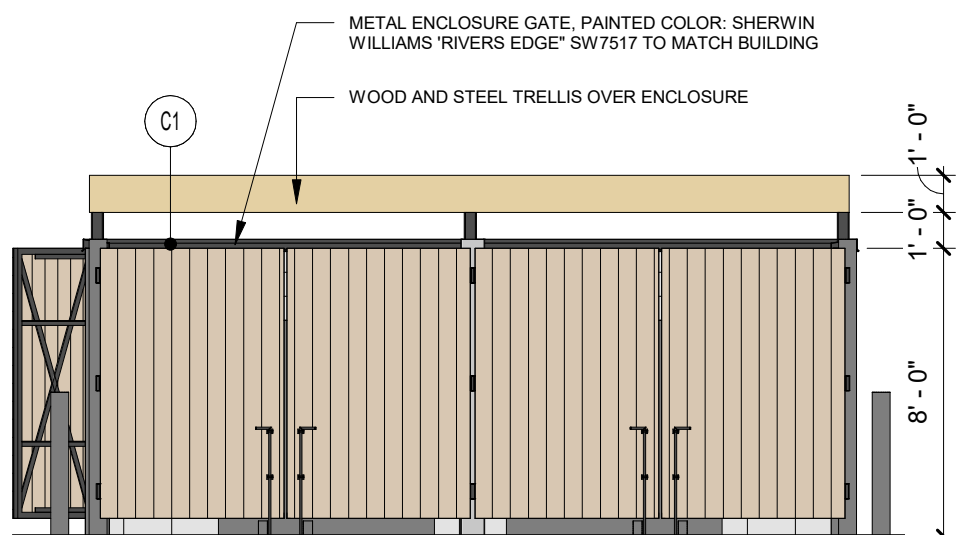 METAL ENCLOSURE GATE, PAINTED COLOR: SHERWIN
WILLIAMS 'RIVERS EDGE" SW7517 TO MATCH BUILDING
WOOD AND STEEL TRELLIS OVER ENCLOSURE
C1
1' - 0"
1' - 0"
8' - 0"